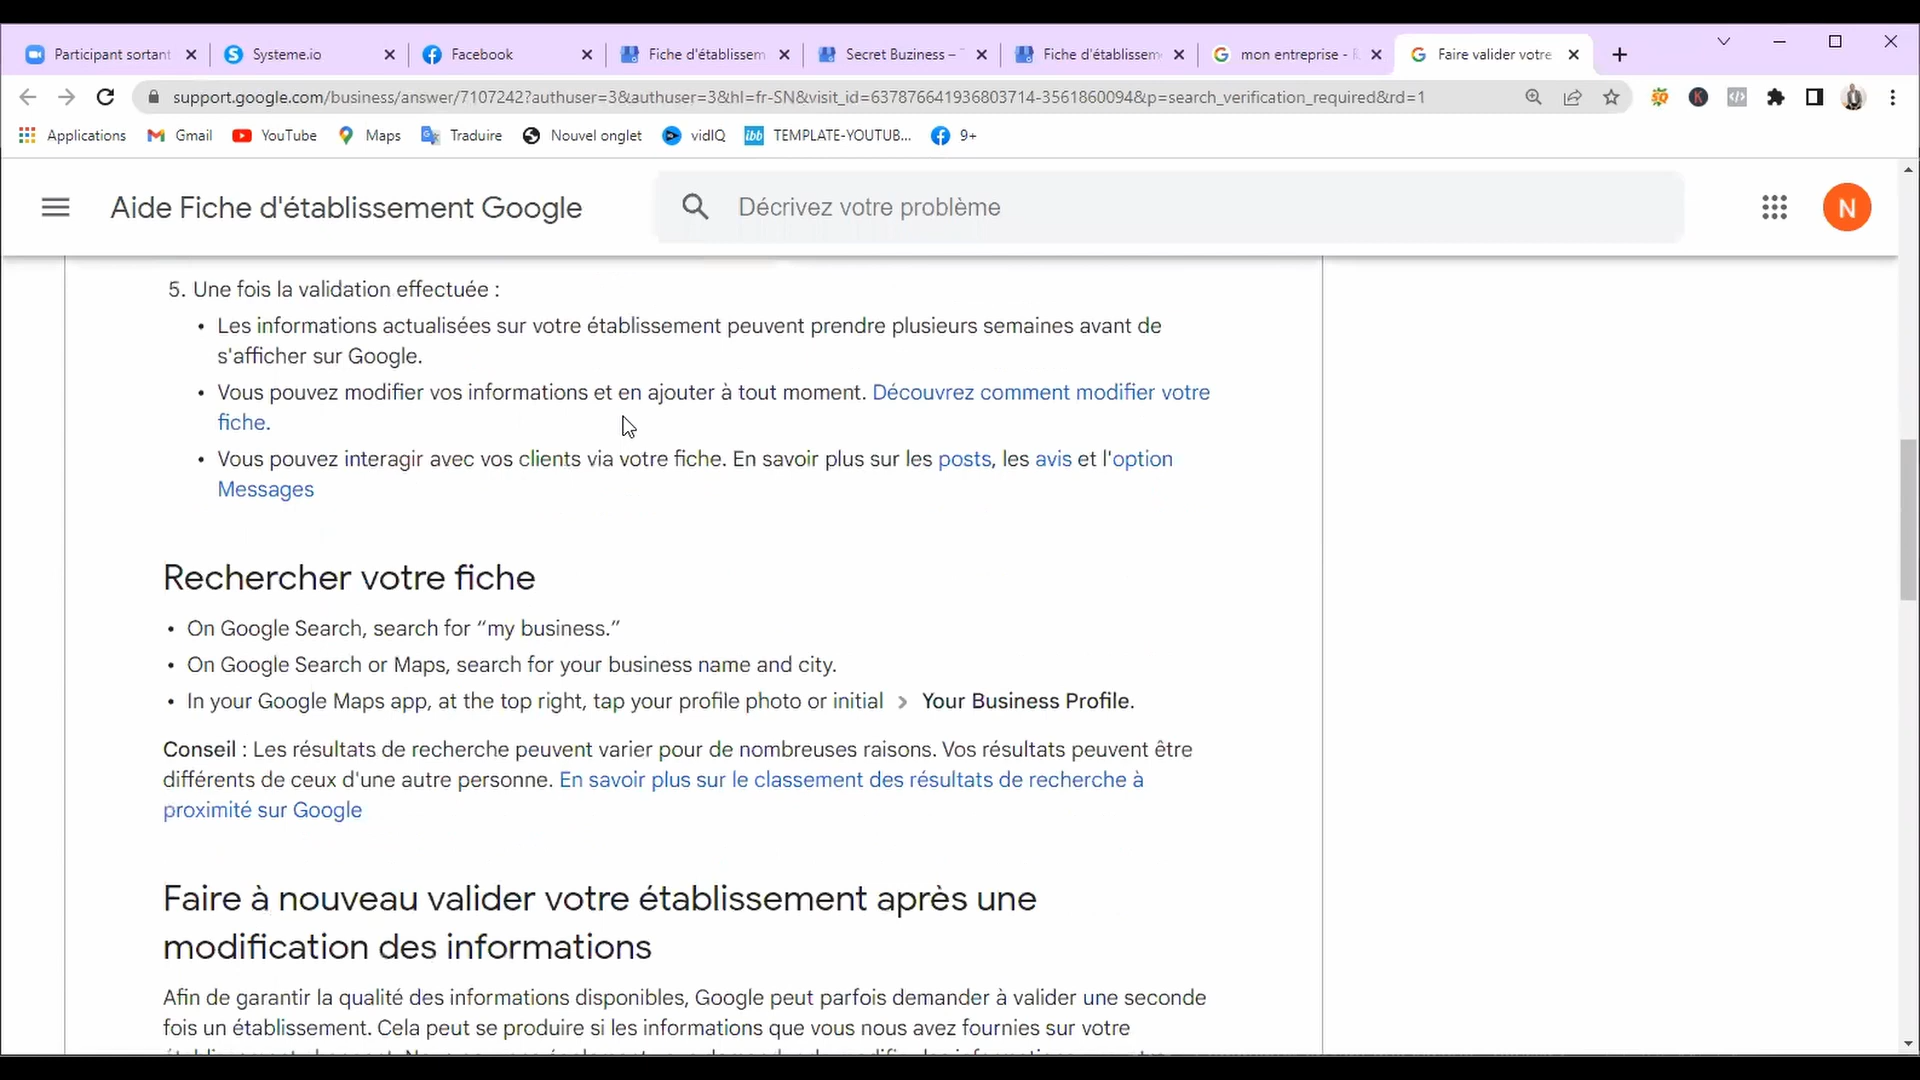 Participant sortant
Systeme.io
Facebook
Fiche d'établissem
Secret Buziness –
Fiche d'établissem
mon entreprise -
Faire valider votre
support.google.com/business/answer/7107242?authuser=3&authuser=3&hl=fr-SN&visit_id=637876641936803714-3561860094&p=search_verification_required&rd=1
Applications
Gmail
YouTube
Maps
Traduire
Nouvel onglet
vidIQ
ibb TEMPLATE-YOUTUB...
9+
Aide Fiche d'établissement Google
Décrivez votre problème
N
5. Une fois la validation effectuée :
• Les informations actualisées sur votre établissement peuvent prendre plusieurs semaines avant de
s'afficher sur Google.
• Vous pouvez modifier vos informations et en ajouter à tout moment. Découvrez comment modifier votre
fiche.
• Vous pouvez interagir avec vos clients via votre fiche. En savoir plus sur les posts, les avis et l'option
Messages
Rechercher votre fiche
• On Google Search, search for “my business.”
• On Google Search or Maps, search for your business name and city.
• In your Google Maps app, at the top right, tap your profile photo or initial > Your Business Profile.
Conseil : Les résultats de recherche peuvent varier pour de nombreuses raisons. Vos résultats peuvent être
différents de ceux d'une autre personne. En savoir plus sur le classement des résultats de recherche à
proximité sur Google
Faire à nouveau valider votre établissement après une
modification des informations
Afin de garantir la qualité des informations disponibles, Google peut parfois demander à valider une seconde
fois un établissement. Cela peut se produire si les informations que vous nous avez fournies sur votre